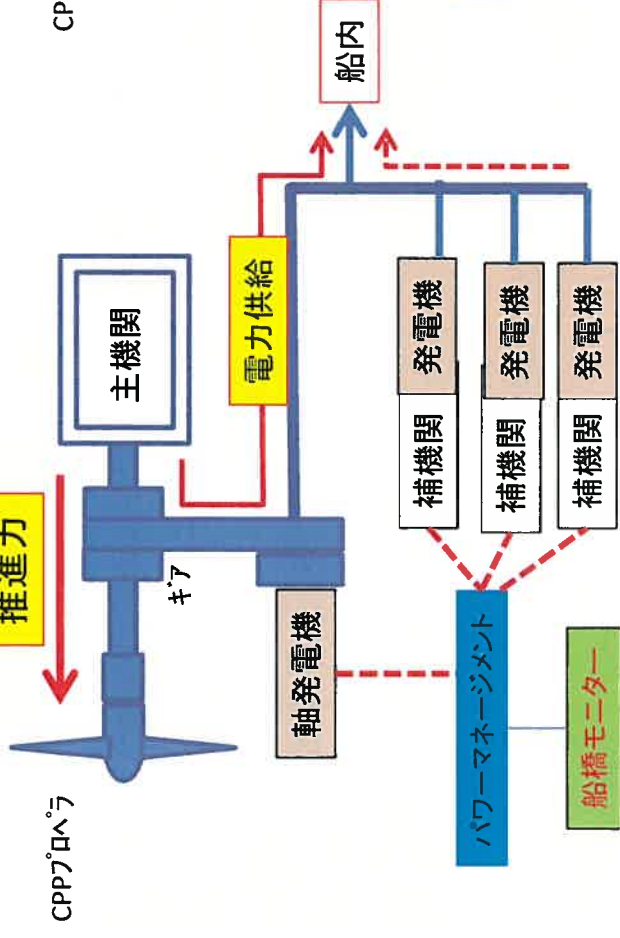 CP
推進力
主機関
CPPプロペラ
ギア
電力供給
船内
軸発電機
補機関
発電機
補機関
発電機
補機関
発電機
パワーマネージメント
船橋モニター